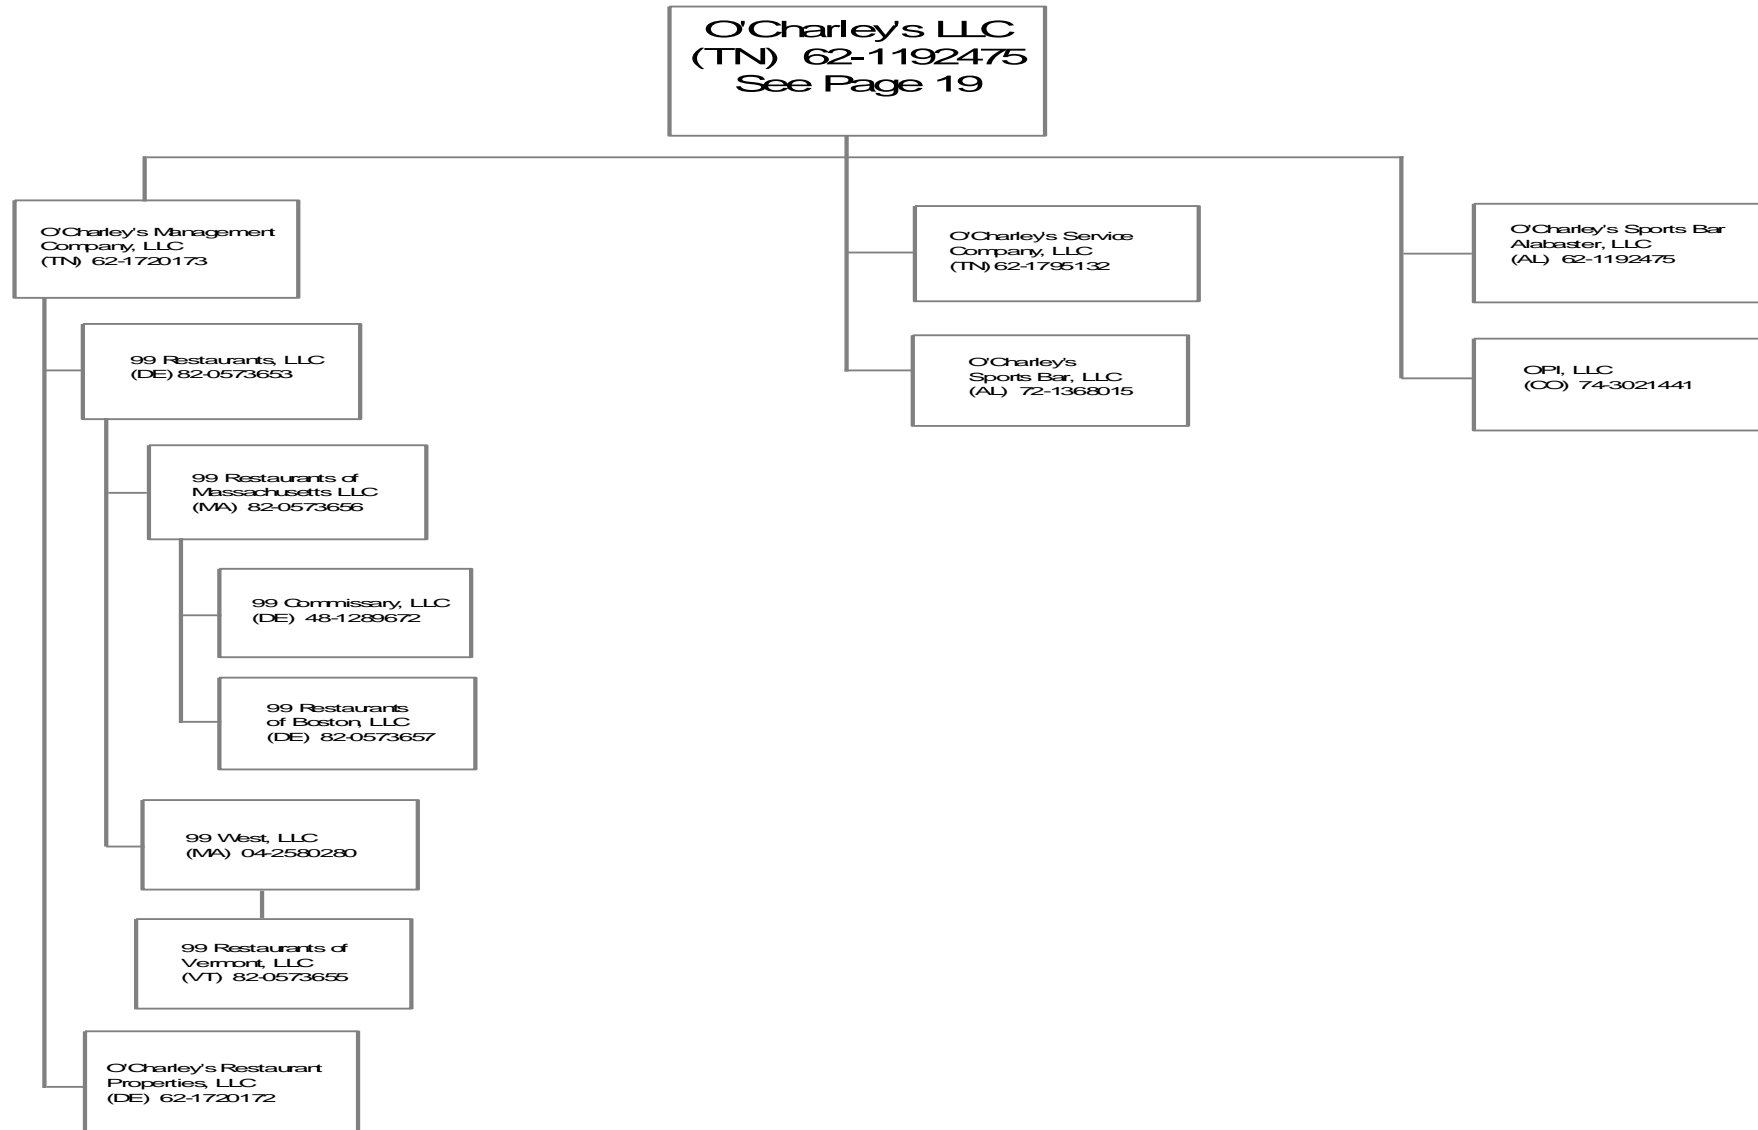 O'Charley's LLC
(TN) 62-1192475
See Page 19
O'Charley's Management
Company, LLC
(TN) 62-1720173
O'Charley's Service
Company, LLC
(TN) 62-1795132
O'Charley's Sports Bar
Alabaster, LLC
(AL) 62-1192475
99 Restaurants, LLC
(DE) 82-0573653
O'Charley's
Sports Bar, LLC
(AL) 72-1368015
OPI, LLC
(CO) 74-3021441
99 Restaurants of
Massachusetts LLC
(MA) 82-0573656
99 Commissary, LLC
(DE) 48-1289672
99 Restaurants
of Boston, LLC
(DE) 82-0573657
99 West, LLC
(MA) 04-2580280
99 Restaurants of
Vermont, LLC
(VT) 82-0573655
O'Charley's Restaurant
Properties, LLC
(DE) 62-1720172